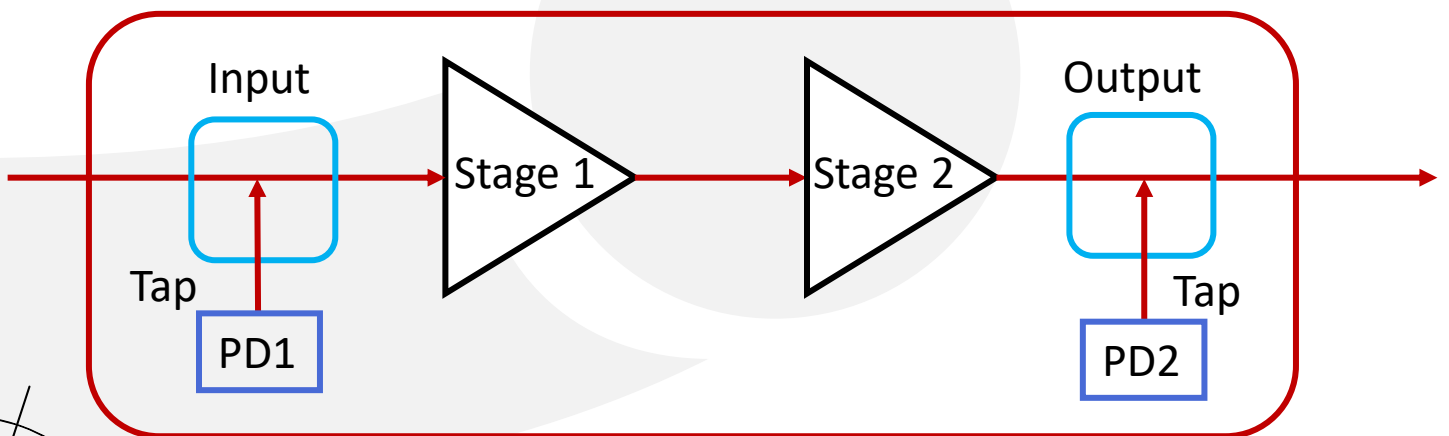 Input
Output
Stage 1
Stage 2
Tap
Tap
PD1
PD2